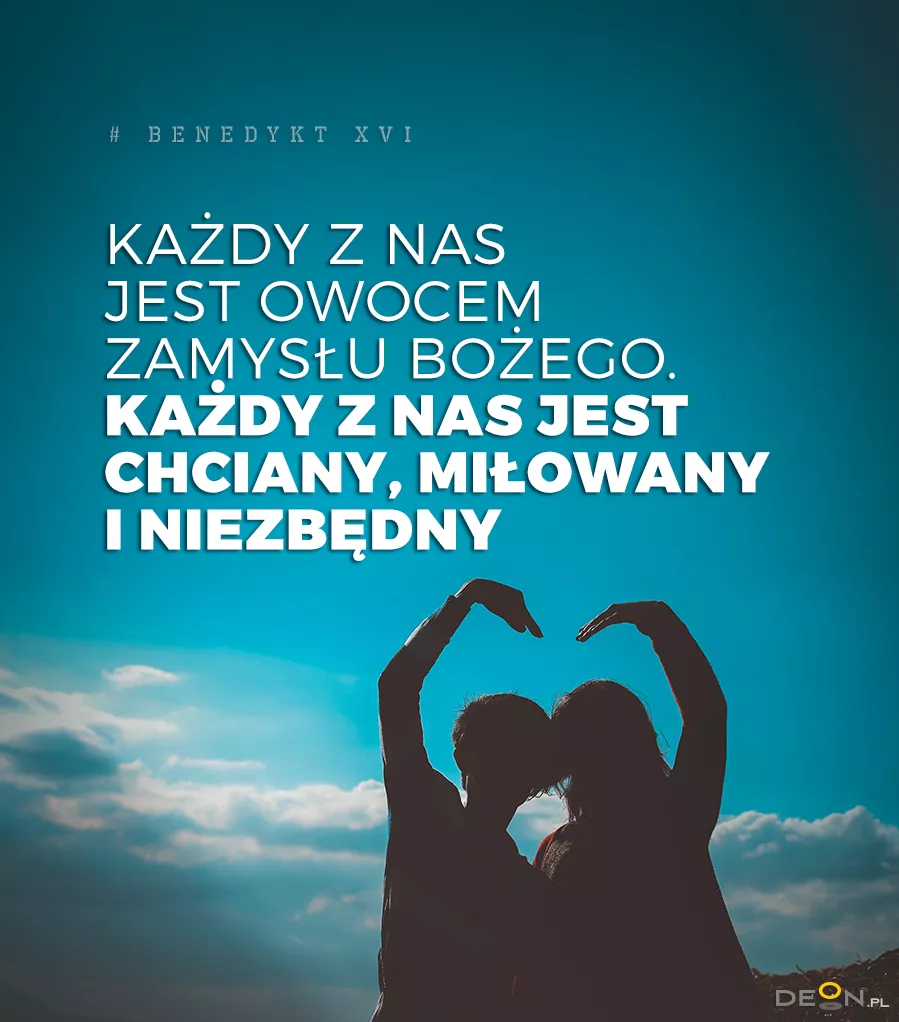 # BENEDYKT XVI
KAŻDY Z NAS
JEST OWOCEM
ZAMYSŁU BOŻEGO.
KAŻDY Z NAS JEST
CHCIANY, MIŁOWANY
I NIEZBĘDNY
DEON.PL